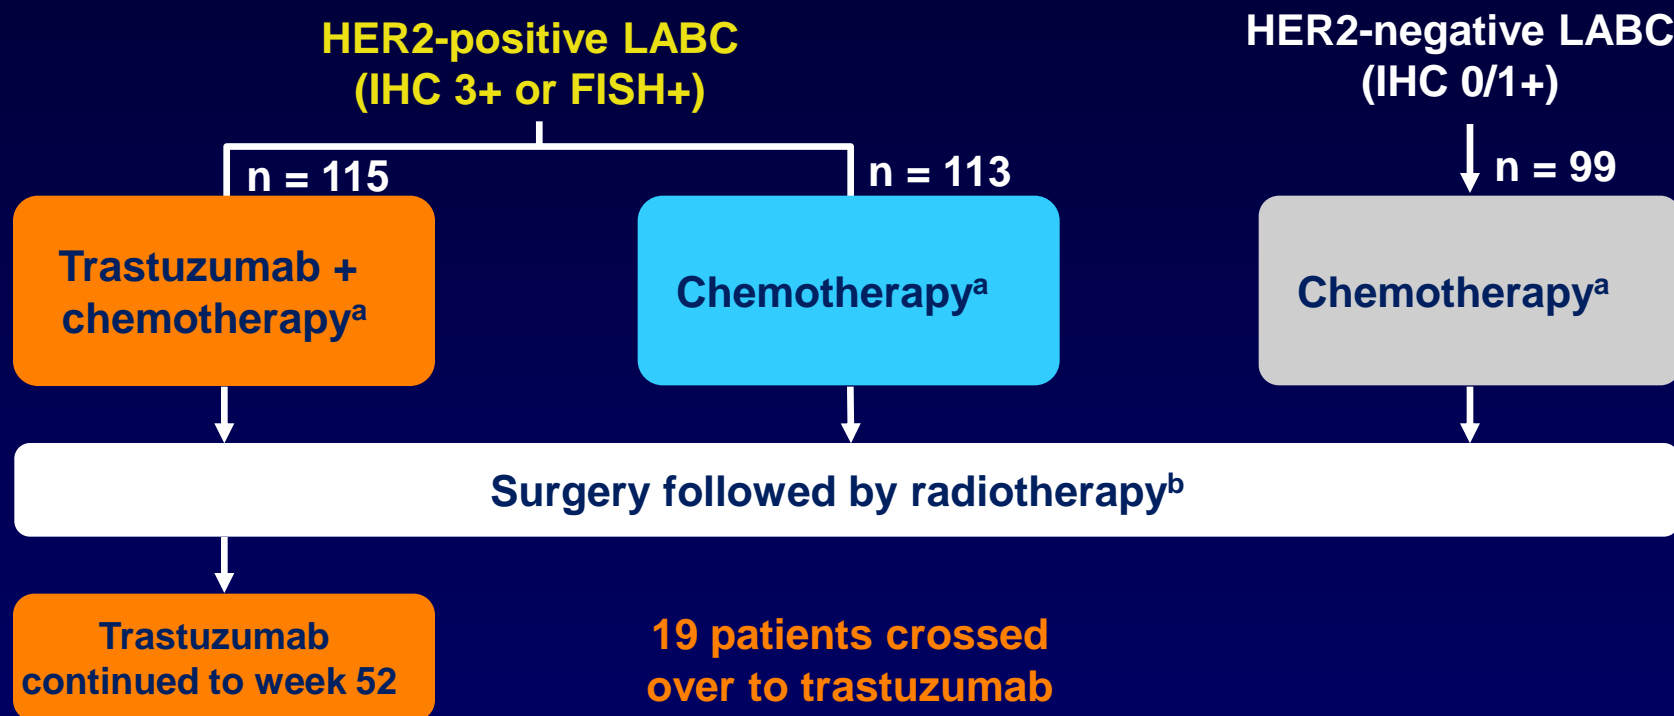 HER2-positive LABC
(IHC 3+ or FISH+)
HER2-negative LABC
(IHC 0/1+)
n = 115
n = 113
n = 99
Trastuzumab +
chemotherapyᵃ
Chemotherapyᵃ
Chemotherapyᵃ
Surgery followed by radiotherapyᵇ
Trastuzumab
continued to week 52
19 patients crossed
over to trastuzumab